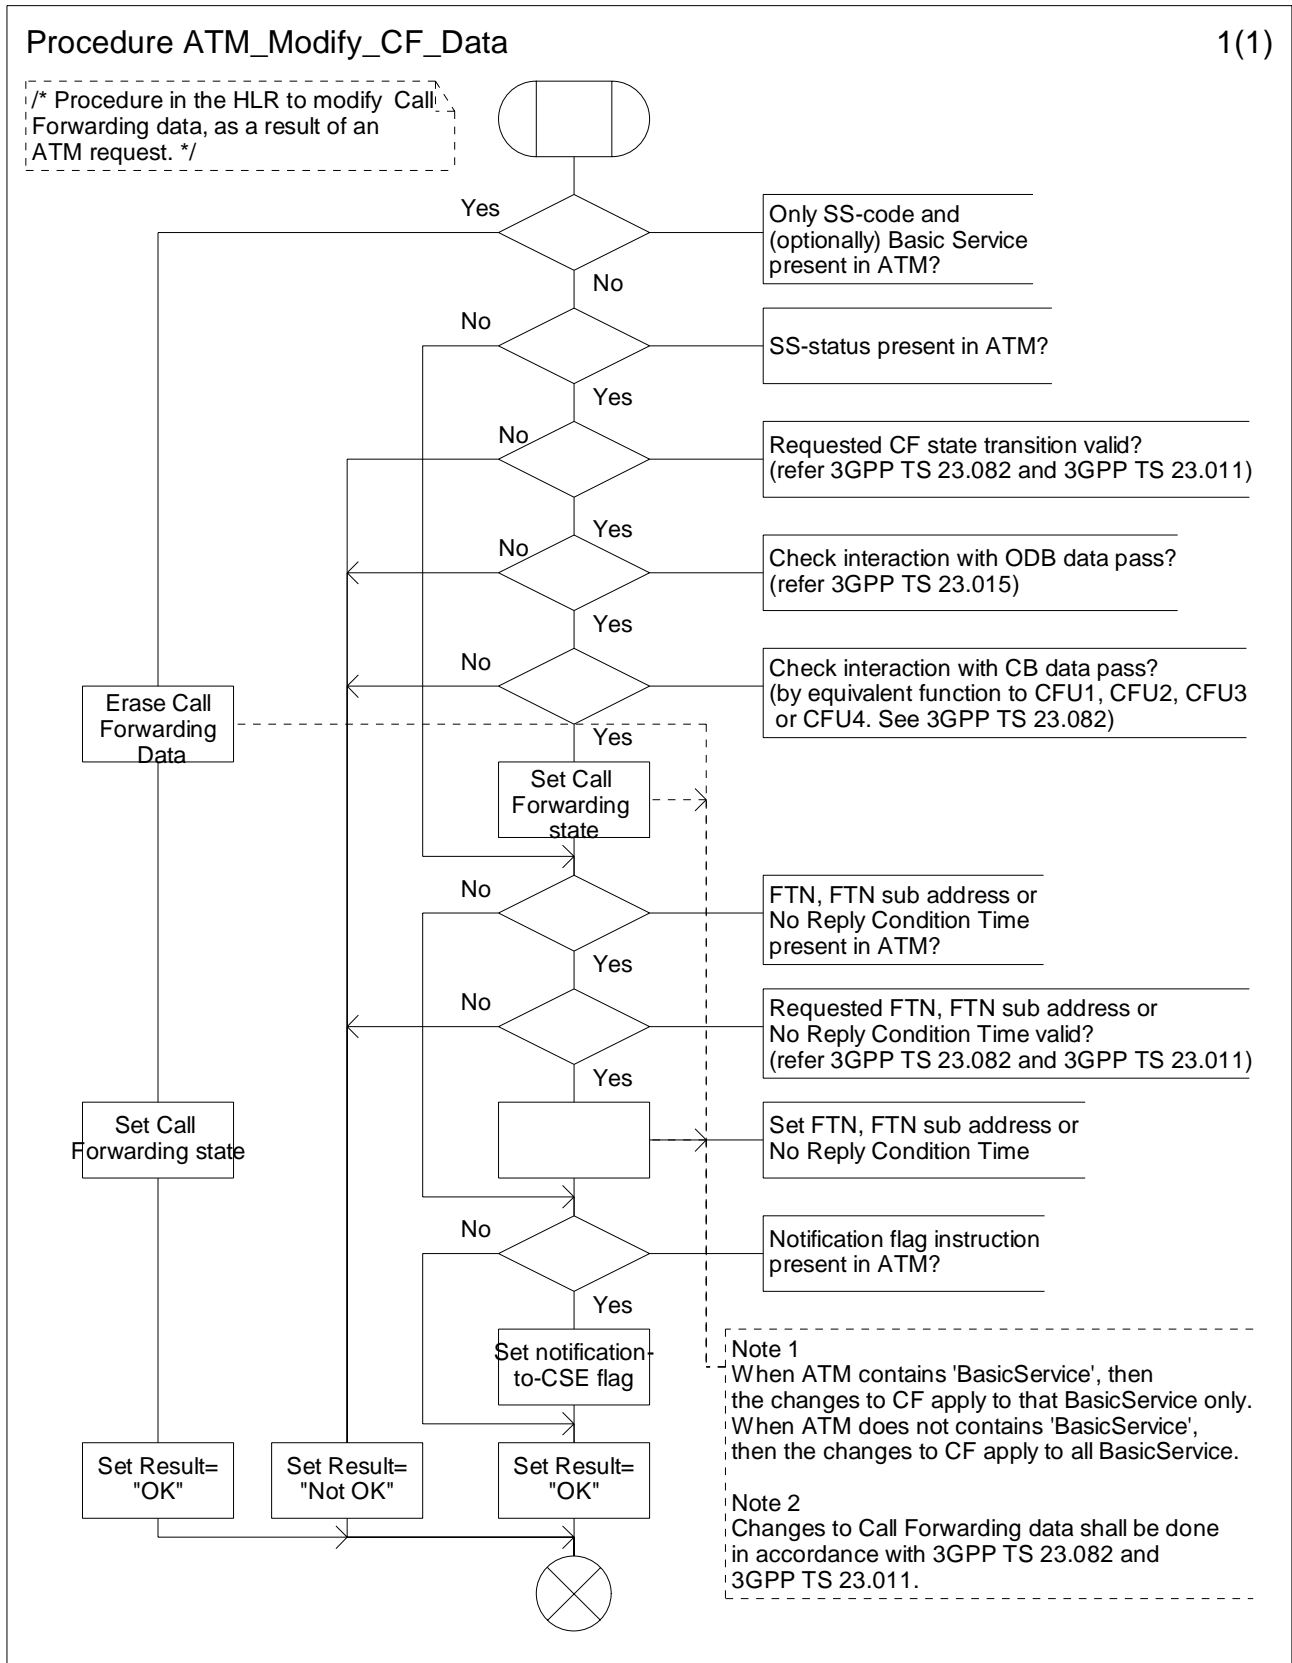 Procedure ATM_Modify_CF_Data
1(1)
/* Procedure in the HLR to modify Call
Forwarding data, as a result of an
ATM request. */
Yes
Only SS-code and
(optionally) Basic Service
present in ATM?
No
No
SS-status present in ATM?
Yes
No
Requested CF state transition valid?
(refer 3GPP TS 23.082 and 3GPP TS 23.011)
Yes
No
Check interaction with ODB data pass?
(refer 3GPP TS 23.015)
Yes
No
Check interaction with CB data pass?
(by equivalent function to CFU1, CFU2, CFU3
or CFU4. See 3GPP TS 23.082)
Erase Call
Forwarding
Data
Yes
Set Call
Forwarding
state
No
FTN, FTN sub address or
No Reply Condition Time
present in ATM?
Yes
No
Requested FTN, FTN sub address or
No Reply Condition Time valid?
(refer 3GPP TS 23.082 and 3GPP TS 23.011)
Yes
Set Call
Forwarding state
Set FTN, FTN sub address or
No Reply Condition Time
No
Notification flag instruction
present in ATM?
Yes
Set notification-
to-CSE flag
Note 1
When ATM contains 'BasicService', then
the changes to CF apply to that BasicService only.
When ATM does not contains 'BasicService',
then the changes to CF apply to all BasicService.
Set Result=
"OK"
Set Result=
"Not OK"
Set Result=
"OK"
Note 2
Changes to Call Forwarding data shall be done
in accordance with 3GPP TS 23.082 and
3GPP TS 23.011.